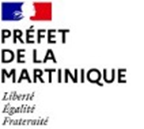 PRÉFET
DE LA
MARTINIQUE
Liberté
Égalité
Fraternité